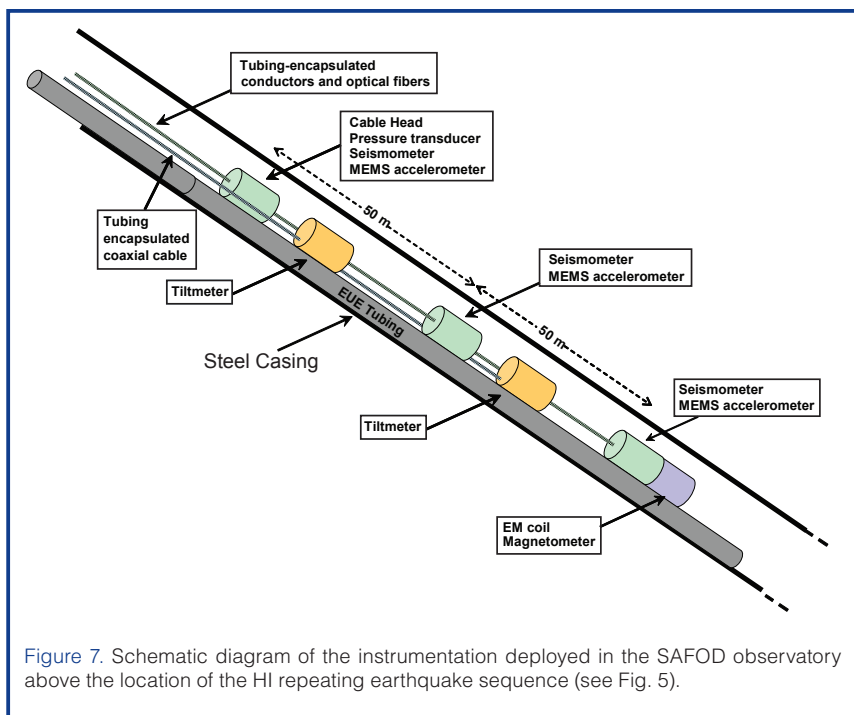 Tubing-encapsulated
conductors and optical fibers
Cable Head
Pressure transducer
Seismometer
MEMS accelerometer
50 m
Tubing
encapsulated
coaxial cable
Tiltmeter
Seismometer
MEMS accelerometer
EUE Tubing
50 m
Steel Casing
Tiltmeter
Seismometer
MEMS accelerometer
EM coil
Magnetometer
Figure 7. Schematic diagram of the instrumentation deployed in the SAFOD observatory
above the location of the HI repeating earthquake sequence (see Fig. 5).